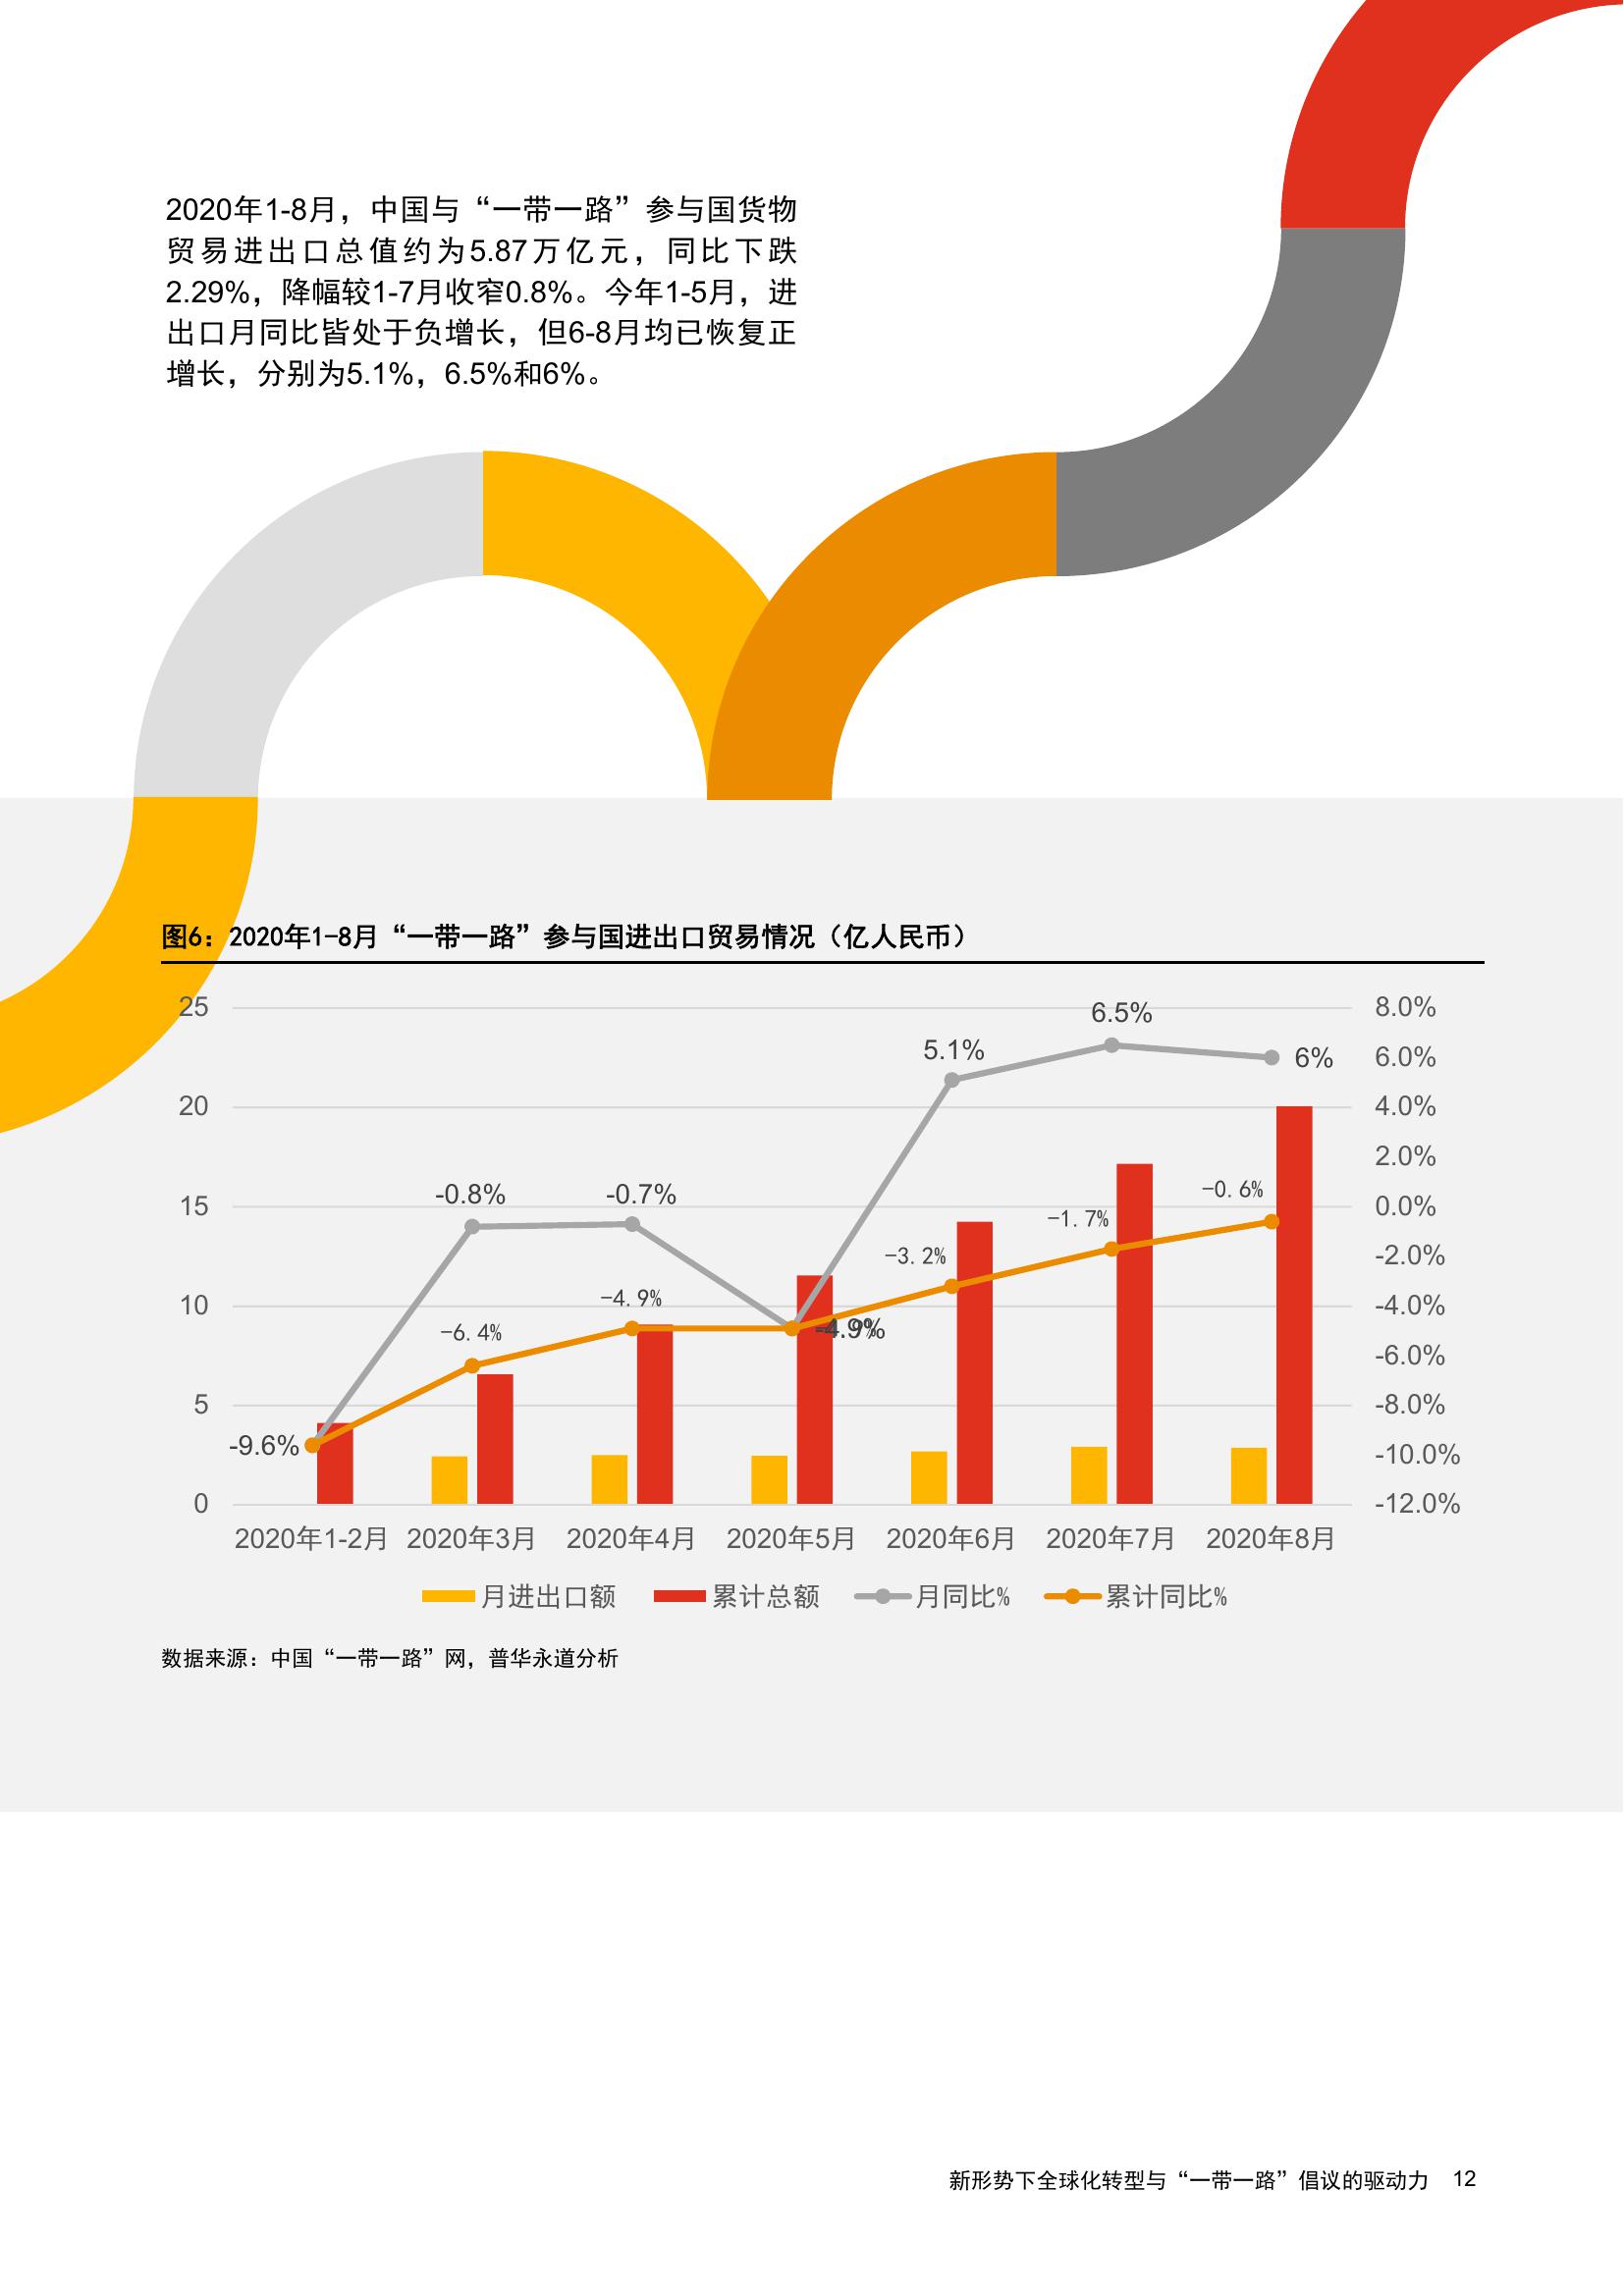 2020年1-8月，中国与“一带一路”参与国货物
贸易进出口总值约为5.87万亿元，同比下跌
2.29%，降幅较1-7月收窄0.8%。今年1-5月，进
出口月同比皆处于负增长，但6-8月均已恢复正
增长，分别为5.1%，6.5%和6%。
图6：2020年1-8月“一带一路”参与国进出口贸易情况（亿人民币）
25
20
15
10
5
0
8.0%
6.0%
4.0%
2.0%
0.0%
-2.0%
-4.0%
-6.0%
-8.0%
-10.0%
-12.0%
-9.6%
-0.8%
-0.7%
-4.9%
5.1%
6.5%
6%
-6.4%
-4.9%
-3.2%
-1.7%
-0.6%
2020年1-2月 2020年3月 2020年4月 2020年5月 2020年6月 2020年7月 2020年8月
月进出口额 累计总额 月同比% 累计同比%
数据来源：中国“一带一路”网，普华永道分析
新形势下全球化转型与“一带一路”倡议的驱动力 12